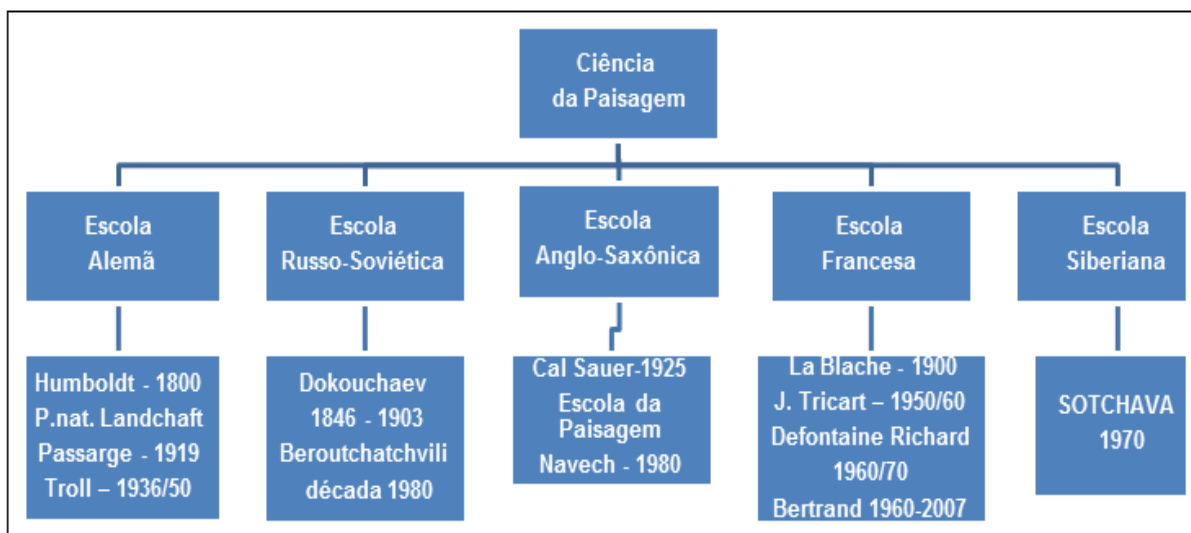 Ciência
da Paisagem
Escola
Alemã
Escola
Russo-Soviética
Escola
Anglo-Saxônica
Escola
Francesa
Escola
Siberiana
Humboldt - 1800
P.nat. Landchaft
Passarge - 1919
Troll – 1936/50
Dokouchaev
1846 - 1903
Beroutchatchvili
década 1980
Cal Sauer-1925
Escola da
Paisagem
Navech - 1980
La Blache - 1900
J. Tricart – 1950/60
Defontaine Richard
1960/70
Bertrand 1960-2007
SOTCHAVA
1970